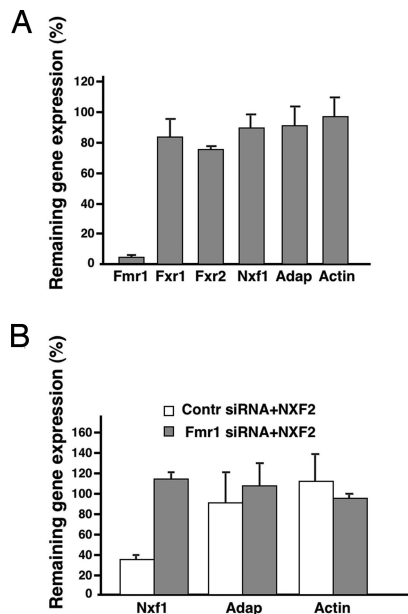 A
Remaining gene expression (%)
120
100
80
60
40
20
0
Fmr1 Fxr1 Fxr2 Nxf1 Adap Actin
B
Remaining gene expression (%)
Contr siRNA+NXF2
Fmr1 siRNA+NXF2
160
140
120
100
80
60
40
20
0
Nxf1 Adap Actin